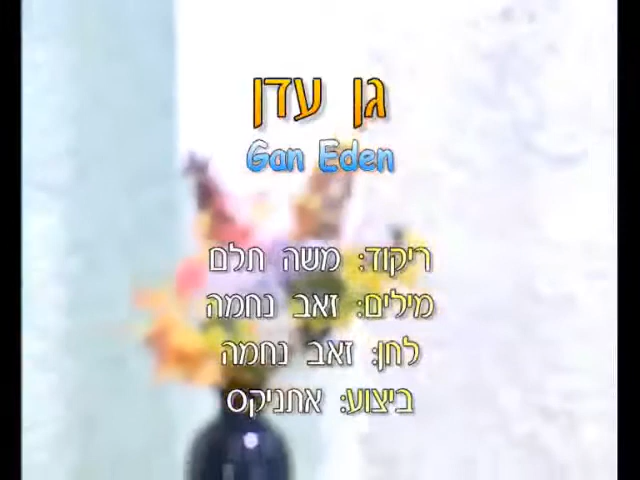 גן עדן
Gan Eden
ריקוד: משה תלם
מילים: זאב נחמה
לחן: זאב נחמה
ביצוע: אתניקס